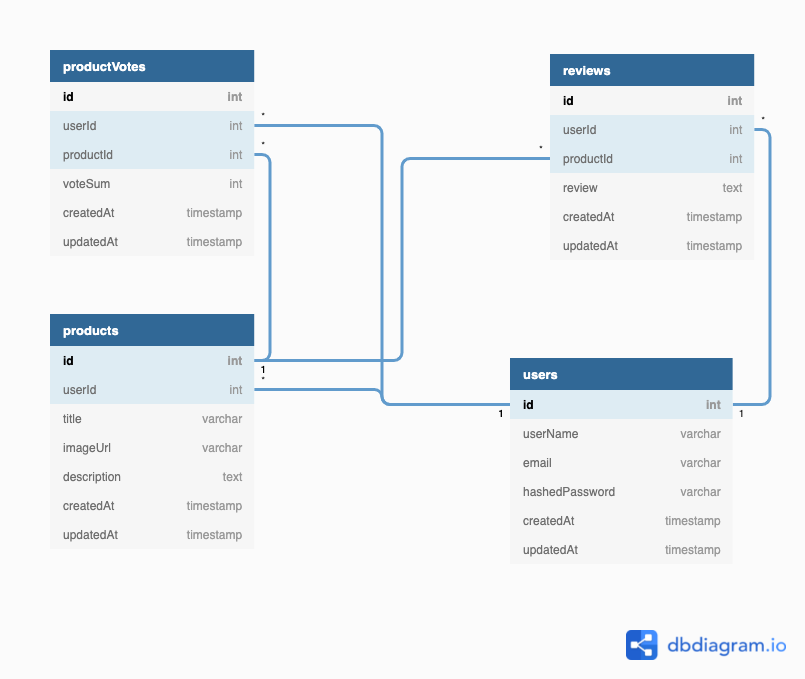 productVotes
id int
userId int
productId int
voteSum int
createdAt timestamp
updatedAt timestamp
reviews
id int
userId int
productId int
review text
createdAt timestamp
updatedAt timestamp
products
id int
userId int
title varchar
imageUrl varchar
description text
createdAt timestamp
updatedAt timestamp
users
id int
userName varchar
email varchar
hashedPassword varchar
createdAt timestamp
updatedAt timestamp
*
*
*
*
1
*
1
1
dbdiagram.io